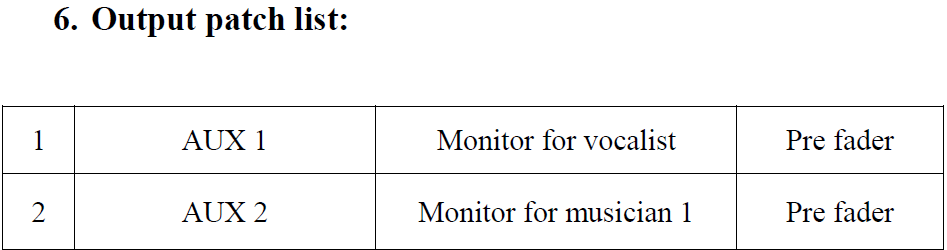 6. Output patch list:
1 AUX 1 Monitor for vocalist Pre fader
2 AUX 2 Monitor for musician 1 Pre fader